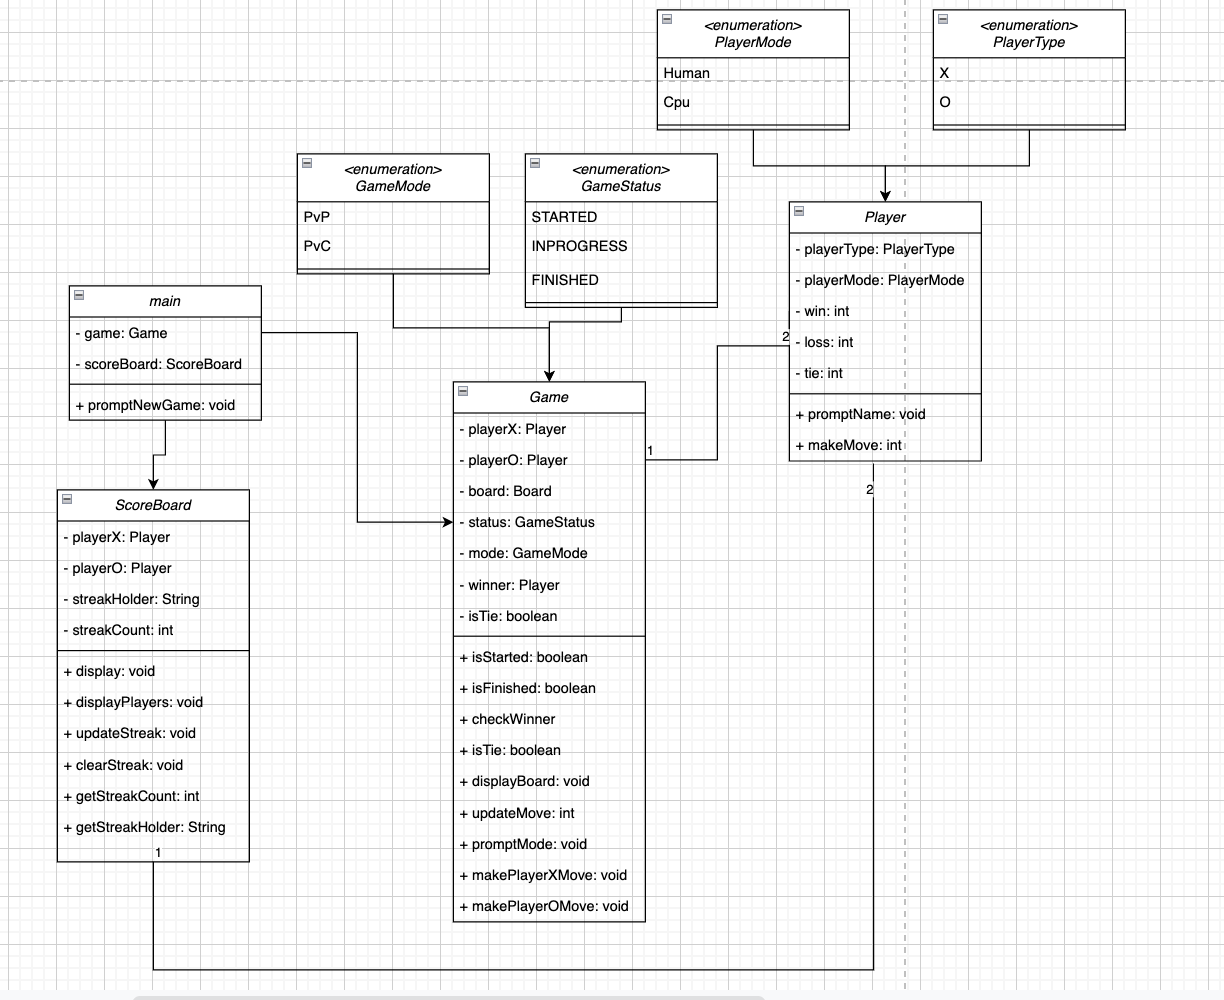 <enumeration>
PlayerMode
Human
Cpu
<enumeration>
PlayerType
X
O
<enumeration>
GameMode
PvP
PvC
<enumeration>
GameStatus
STARTED
INPROGRESS
FINISHED
Player
- playerType: PlayerType
- playerMode: PlayerMode
- win: int
- loss: int
- tie: int
+ promptName: void
+ makeMove: int
2
2
main
- game: Game
- scoreBoard: ScoreBoard
+ promptNewGame: void
Game
- playerX: Player
- playerO: Player
- board: Board
- status: GameStatus
- mode: GameMode
- winner: Player
- isTie: boolean
+ isStarted: boolean
+ isFinished: boolean
+ checkWinner
+ isTie: boolean
+ displayBoard: void
+ updateMove: int
+ promptMode: void
+ makePlayerXMove: void
+ makePlayerOMove: void
1
ScoreBoard
- playerX: Player
- playerO: Player
- streakHolder: String
- streakCount: int
+ display: void
+ displayPlayers: void
+ updateStreak: void
+ clearStreak: void
+ getStreakCount: int
+ getStreakHolder: String
1